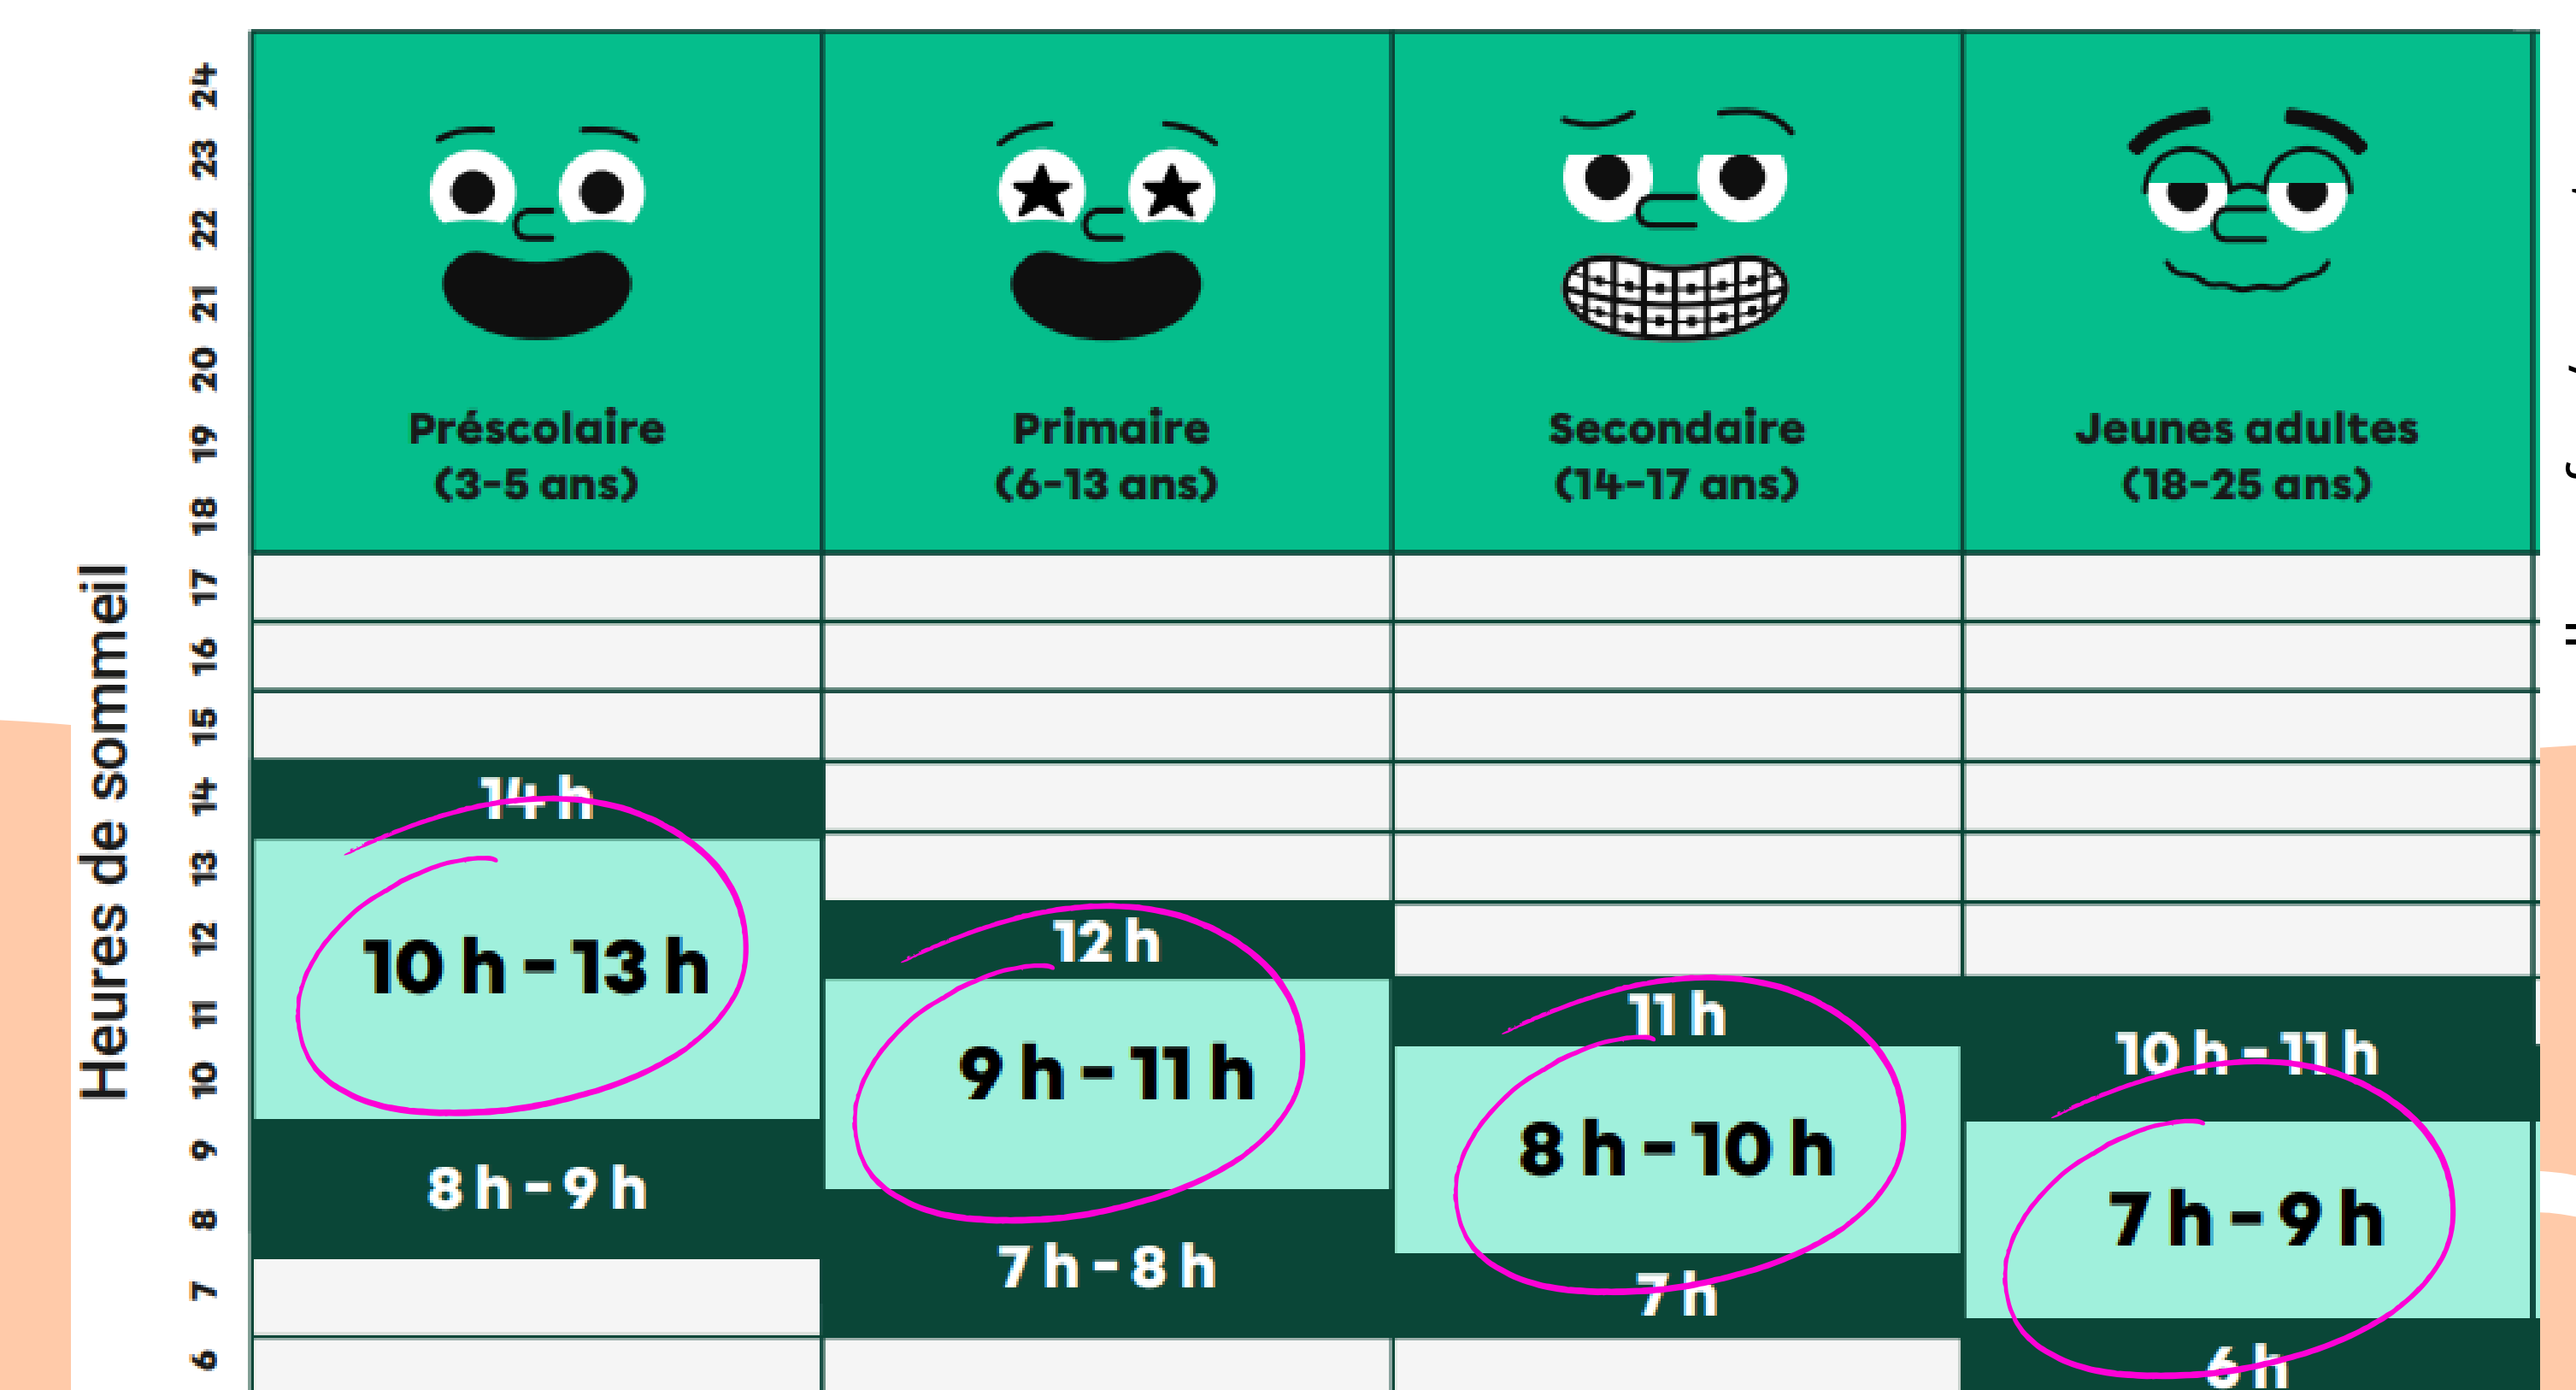 Heures de sommeil
24
23
22
21
20
19
18
17
16
15
14
13
12
11
10
9
8
7
6
Préscolaire
(3-5 ans)
14 h
10 h - 13 h
8 h - 9 h
Primaire
(6-13 ans)
12 h
9 h - 11 h
7 h - 8 h
Secondaire
(14-17 ans)
11 h
8 h - 10 h
7 h
Jeunes adultes
(18-25 ans)
10 h - 11 h
7 h - 9 h
6 h